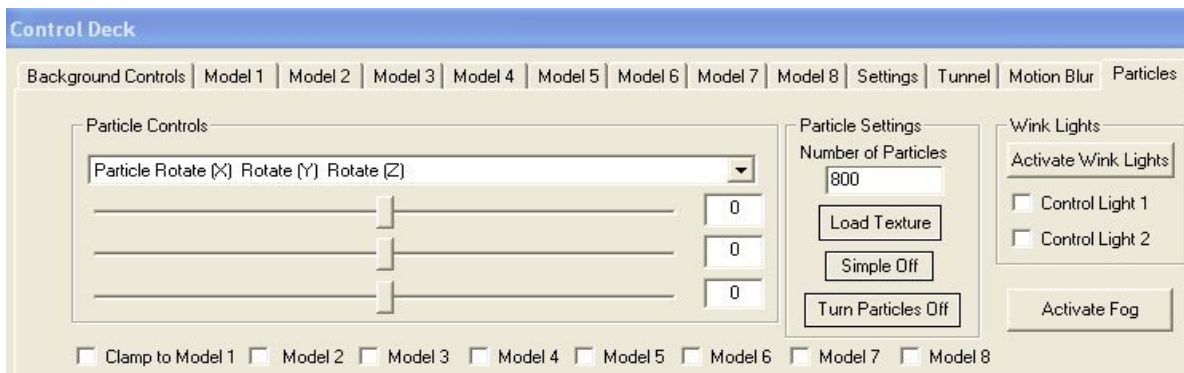 Control Deck
Background Controls Model 1 Model 2 Model 3 Model 4 Model 5 Model 6 Model 7 Model 8 Settings Tunnel Motion Blur Particles
Particle Controls
Particle Rotate (X) Rotate (Y) Rotate (Z)
0
0
0
Particle Settings
Number of Particles
800
Load Texture
Simple Off
Turn Particles Off
Wink Lights
Activate Wink Lights
Control Light 1
Control Light 2
Activate Fog
Clamp to Model 1 Model 2 Model 3 Model 4 Model 5 Model 6 Model 7 Model 8